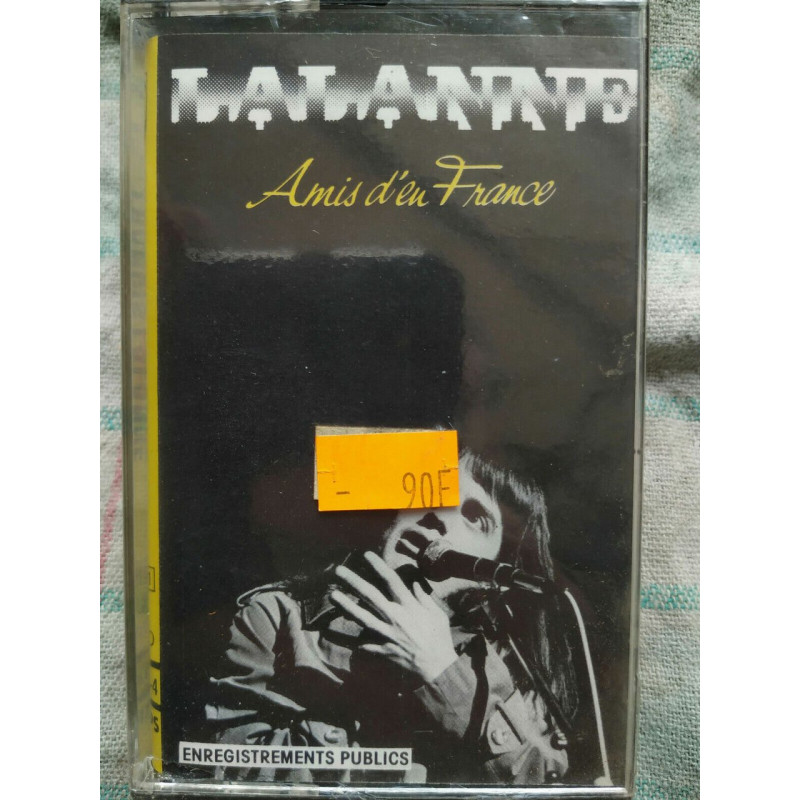 LALANNE
Amis d'en France
90F
ENREGISTREMENTS PUBLICS